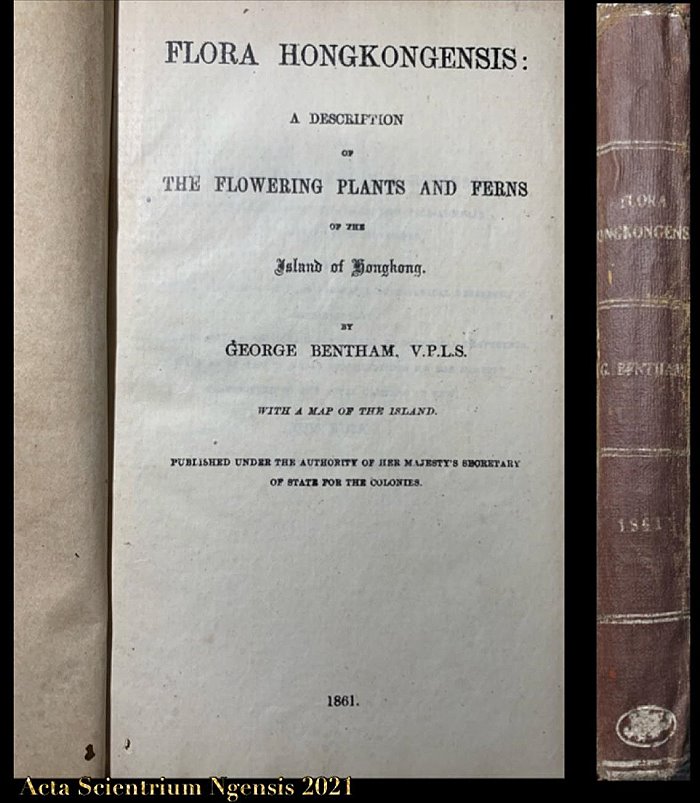 FLORA HONGKONGENSIS:
A DESCRIPTION
OF
THE FLOWERING PLANTS AND FERNS
OF THE
Island of Hongkong.
BY
GEORGE BENTHAM, V.P.L.S.
WITH A MAP OF THE ISLAND.
PUBLISHED UNDER THE AUTHORITY OF HER MAJESTY'S SECRETARY
OF STATE FOR THE COLONIES.
1861.
FLORA
ONGKONGENS
G. BENTHAM
1861
Acta Scientrium Ngensis 2021